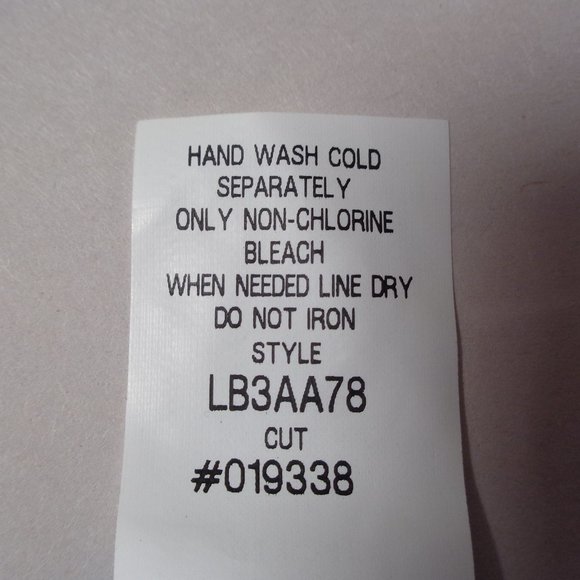 HAND WASH COLD
SEPARATELY
ONLY NON-CHLORINE
BLEACH
WHEN NEEDED LINE DRY
DO NOT IRON
STYLE
LB3AA78
CUT
#019338